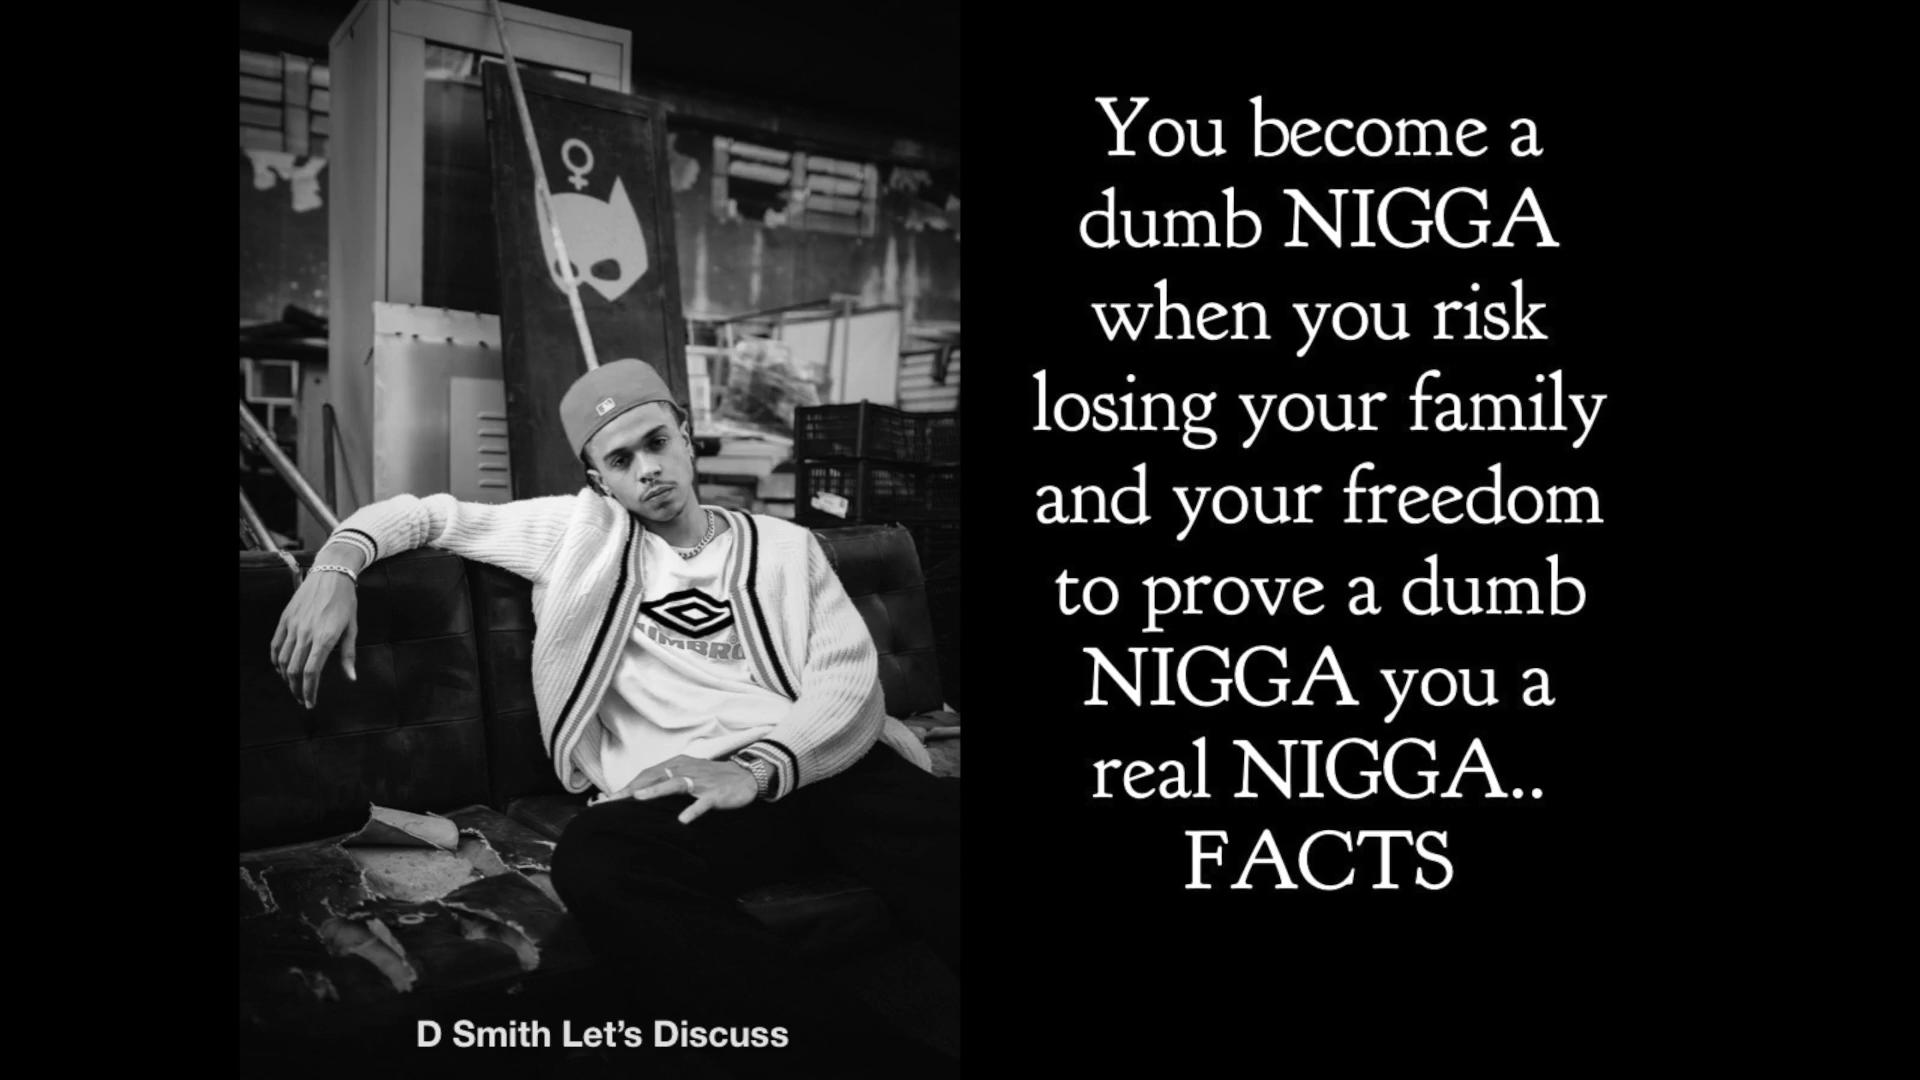 You become a
dumb NIGGA
when you risk
losing your family
and your freedom
to prove a dumb
NIGGA you a
real NIGGA..
FACTS
UMBRO
D Smith Let's Discuss